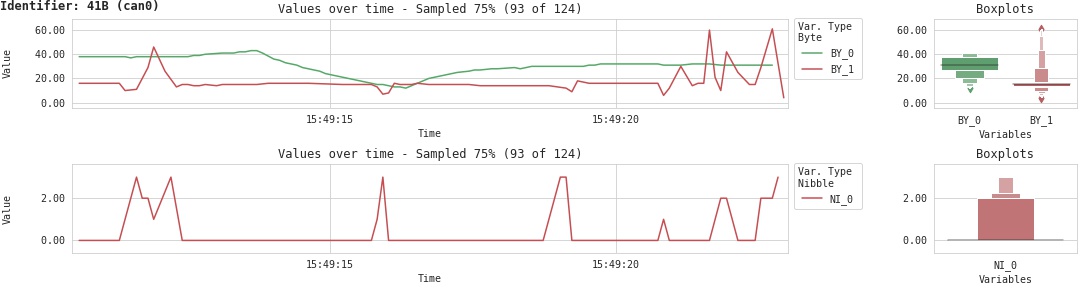 Identifier: 41B (can0)
Values over time - Sampled 75% (93 of 124)
Boxplots
Value
60.00
40.00
20.00
0.00
15:49:15
15:49:20
Time
Var. Type
Byte
BY_0
BY_1
60.00
40.00
20.00
0.00
BY_0
BY_1
Variables
Values over time - Sampled 75% (93 of 124)
Boxplots
Value
2.00
0.00
15:49:15
15:49:20
Time
Var. Type
Nibble
NI_0
2.00
0.00
NI_0
Variables